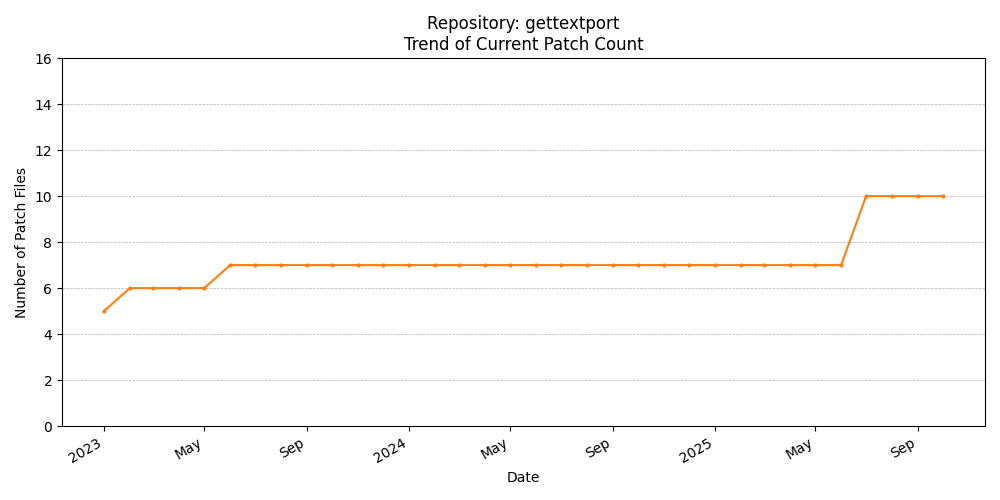 Repository: gettextport
Trend of Current Patch Count
16
14
12
10
8
6
4
2
0
Number of Patch Files
2023
May
Sep
2024
May
Sep
2025
May
Sep
Date